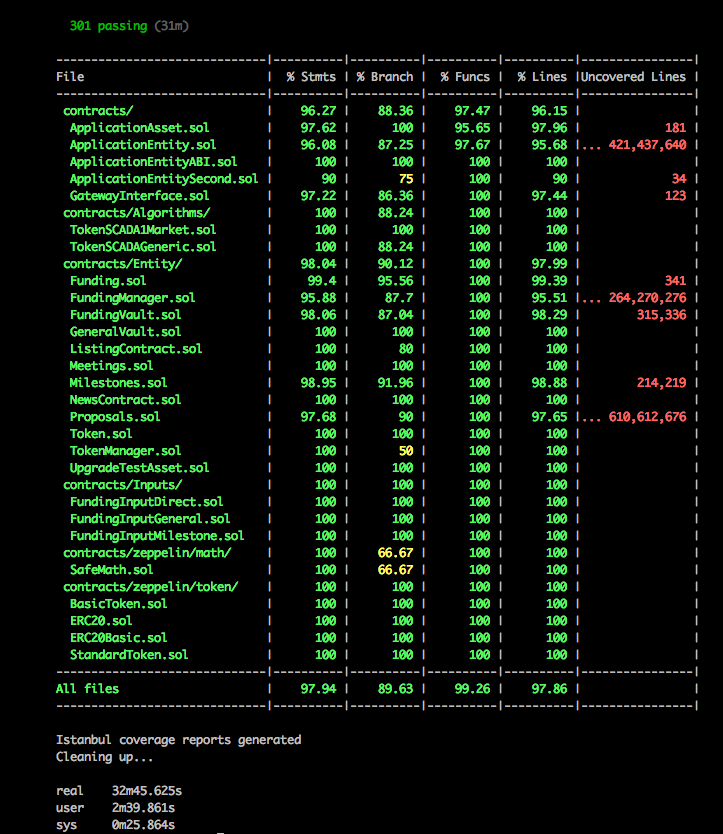 301 passing (31m)
-----------------------------|----------|----------|----------|----------|----------------|
File | % Stmts | % Branch | % Funcs | % Lines |Uncovered Lines |
-----------------------------|----------|----------|----------|----------|----------------|
contracts/ | 96.27 | 88.36 | 97.47 | 96.15 | |
ApplicationAsset.sol | 97.62 | 100 | 95.65 | 97.96 | 181 |
ApplicationEntity.sol | 96.08 | 87.25 | 97.67 | 95.68 |... 421,437,640 |
ApplicationEntityABI.sol | 100 | 100 | 100 | 100 | |
ApplicationEntitySecond.sol | 90 | 75 | 100 | 90 | 34 |
GatewayInterface.sol | 97.22 | 86.36 | 100 | 97.44 | 123 |
contracts/Algorithms/ | 100 | 88.24 | 100 | 100 | |
TokenSCADA1Market.sol | 100 | 100 | 100 | 100 | |
TokenSCADAGeneric.sol | 100 | 88.24 | 100 | 100 | |
contracts/Entity/ | 98.04 | 90.12 | 100 | 97.99 | |
Funding.sol | 99.4 | 95.56 | 100 | 99.39 | 341 |
FundingManager.sol | 95.88 | 87.7 | 100 | 95.51 |... 264,270,276 |
FundingVault.sol | 98.06 | 87.04 | 100 | 98.29 | 315,336 |
GeneralVault.sol | 100 | 100 | 100 | 100 | |
ListingContract.sol | 100 | 80 | 100 | 100 | |
Meetings.sol | 100 | 100 | 100 | 100 | |
Milestones.sol | 98.95 | 91.96 | 100 | 98.88 | 214,219 |
NewsContract.sol | 100 | 100 | 100 | 100 | |
Proposals.sol | 97.68 | 90 | 100 | 97.65 |... 610,612,676 |
Token.sol | 100 | 100 | 100 | 100 | |
TokenManager.sol | 100 | 50 | 100 | 100 | |
UpgradeTestAsset.sol | 100 | 100 | 100 | 100 | |
contracts/Inputs/ | 100 | 100 | 100 | 100 | |
FundingInputDirect.sol | 100 | 100 | 100 | 100 | |
FundingInputGeneral.sol | 100 | 100 | 100 | 100 | |
FundingInputMilestone.sol | 100 | 100 | 100 | 100 | |
contracts/zeppelin/math/ | 100 | 66.67 | 100 | 100 | |
SafeMath.sol | 100 | 66.67 | 100 | 100 | |
contracts/zeppelin/token/ | 100 | 100 | 100 | 100 | |
BasicToken.sol | 100 | 100 | 100 | 100 | |
ERC20.sol | 100 | 100 | 100 | 100 | |
ERC20Basic.sol | 100 | 100 | 100 | 100 | |
StandardToken.sol | 100 | 100 | 100 | 100 | |
-----------------------------|----------|----------|----------|----------|----------------|
All files | 97.94 | 89.63 | 99.26 | 97.86 | |
-----------------------------|----------|----------|----------|----------|----------------|
Istanbul coverage reports generated
Cleaning up...
real 32m45.625s
user 2m39.861s
sys 0m25.864s